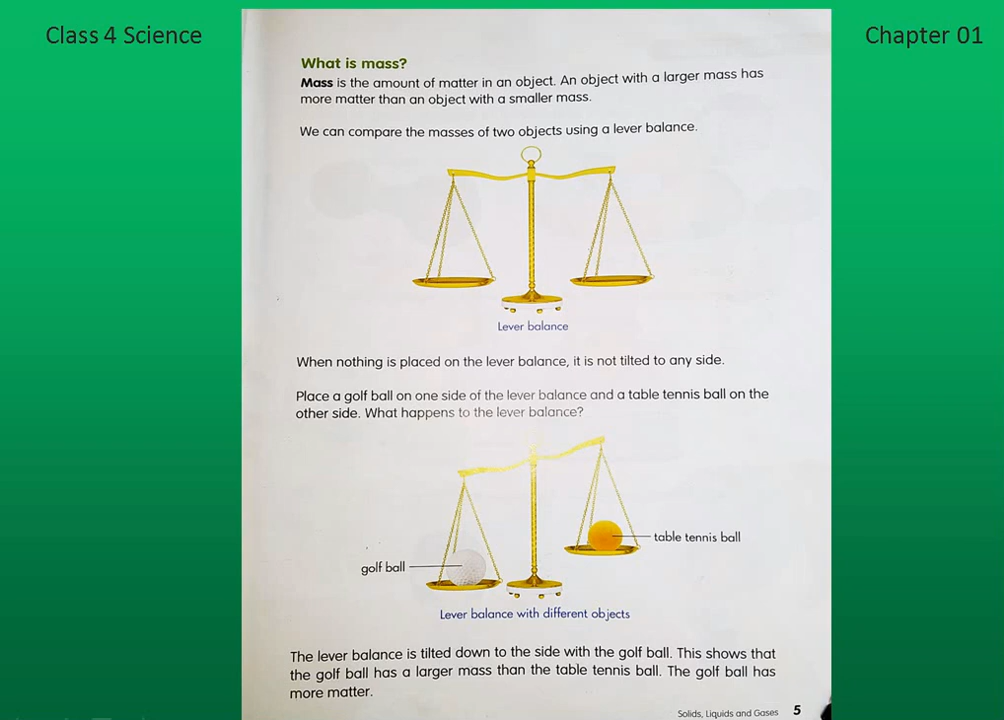 Class 4 Science
Chapter 01
What is mass?
Mass is the amount of matter in an object. An object with a larger mass has
more matter than an object with a smaller mass.
We can compare the masses of two objects using a lever balance.
Lever balance
When nothing is placed on the lever balance, it is not tilted to any side.
Place a golf ball on one side of the lever balance and a table tennis ball on the
other side. What happens to the lever balance?
table tennis ball
golf ball
Lever balance with different objects
The lever balance is tilted down to the side with the golf ball. This shows that
the golf ball has a larger mass than the table tennis ball. The golf ball has
more matter.
Solids, Liquids and Gases 5